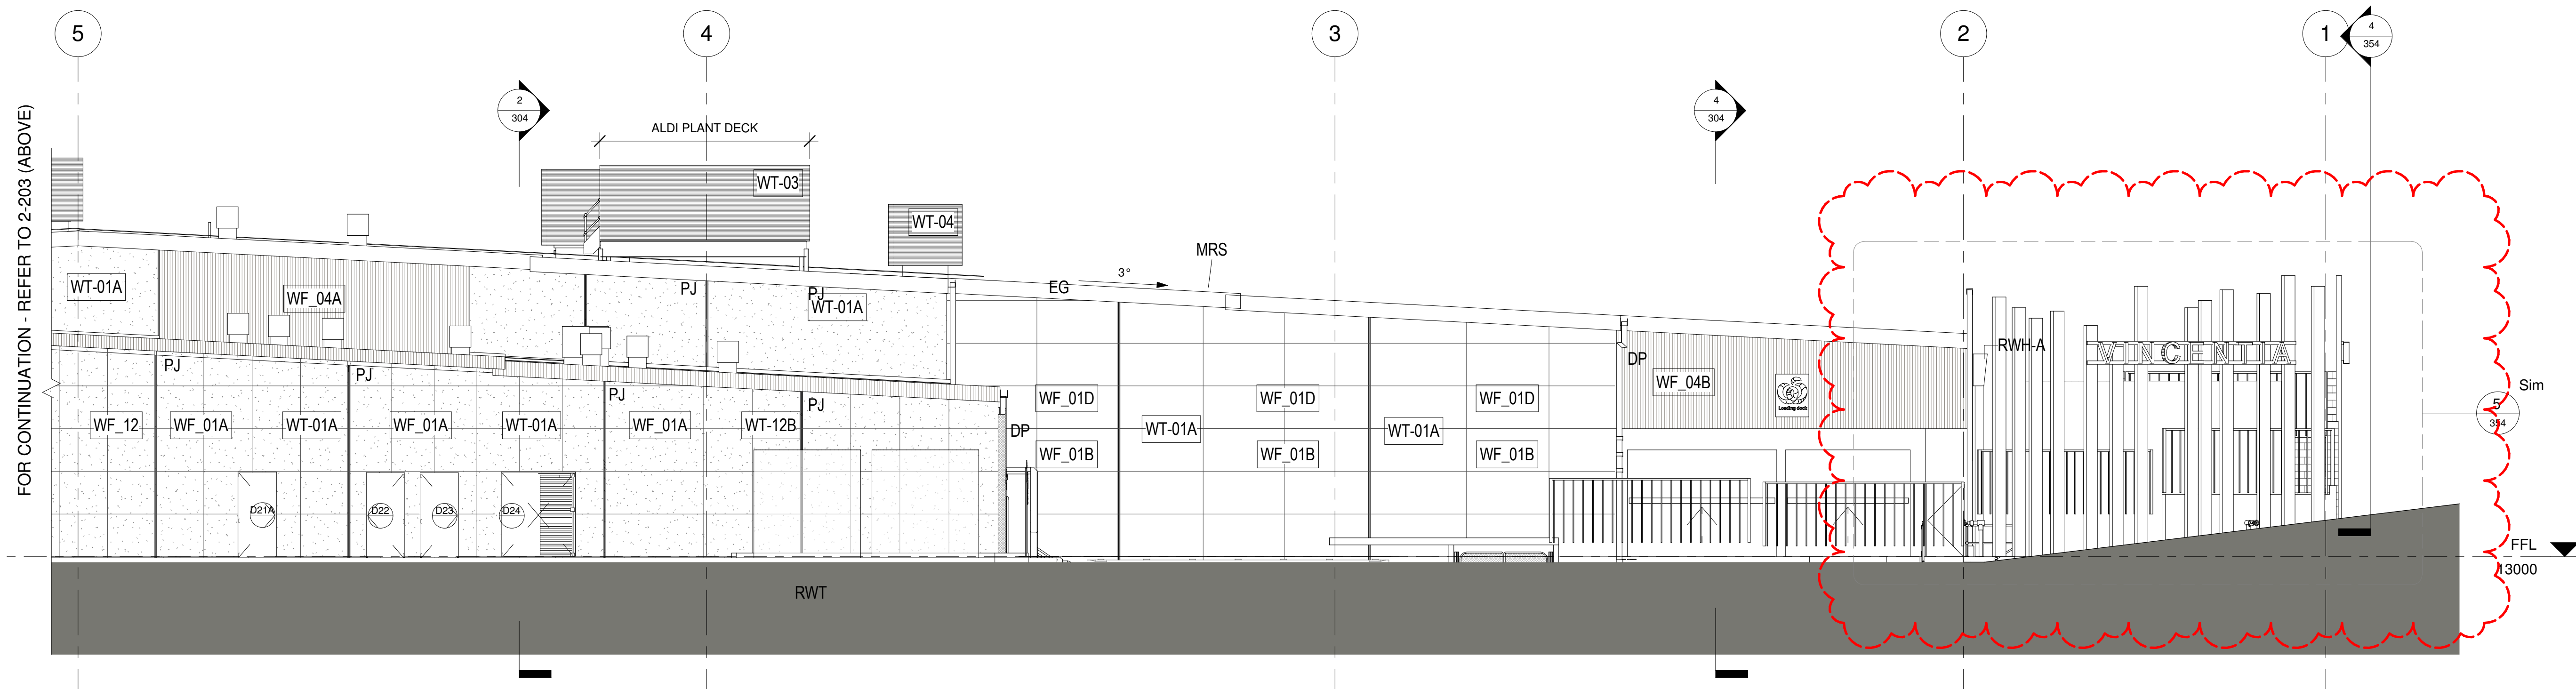 5
4
3
2
1
4
354
2
304
4
304
FOR CONTINUATION - REFER TO 2-203 (ABOVE)
ALDI PLANT DECK
WT-03
WT-04
MRS
3°
EG
WT-01A
WF_04A
PJ
PJ
WT-01A
RWH-A
VINCENTIA
DP
WF_04B
Loading dock
Sim
5
354
PJ
PJ
PJ
PJ
WF_12
WF_01A
WT-01A
WF_01A
WT-01A
WF_01A
WT-12B
DP
WF_01D
WF_01D
WF_01D
WT-01A
WT-01A
WF_01B
WF_01B
WF_01B
D21A
D22
D23
D24
FFL
13000
RWT